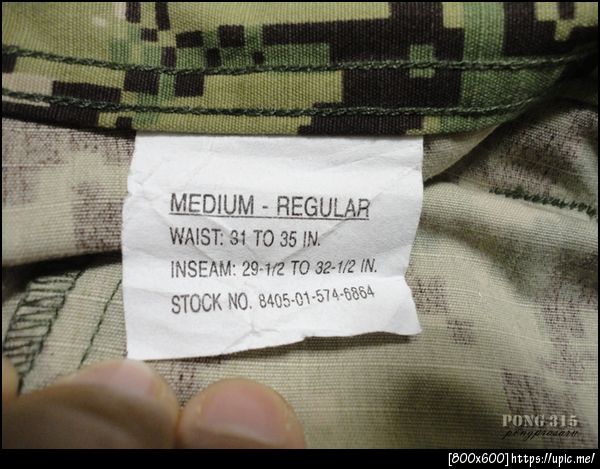 MEDIUM - REGULAR
WAIST: 31 TO 35 IN.
INSEAM: 29-1/2 TO 32-1/2 IN.
STOCK NO. 8405-01-574-6864
PONG 315
pongprasart
[800x600]https://upic.me/